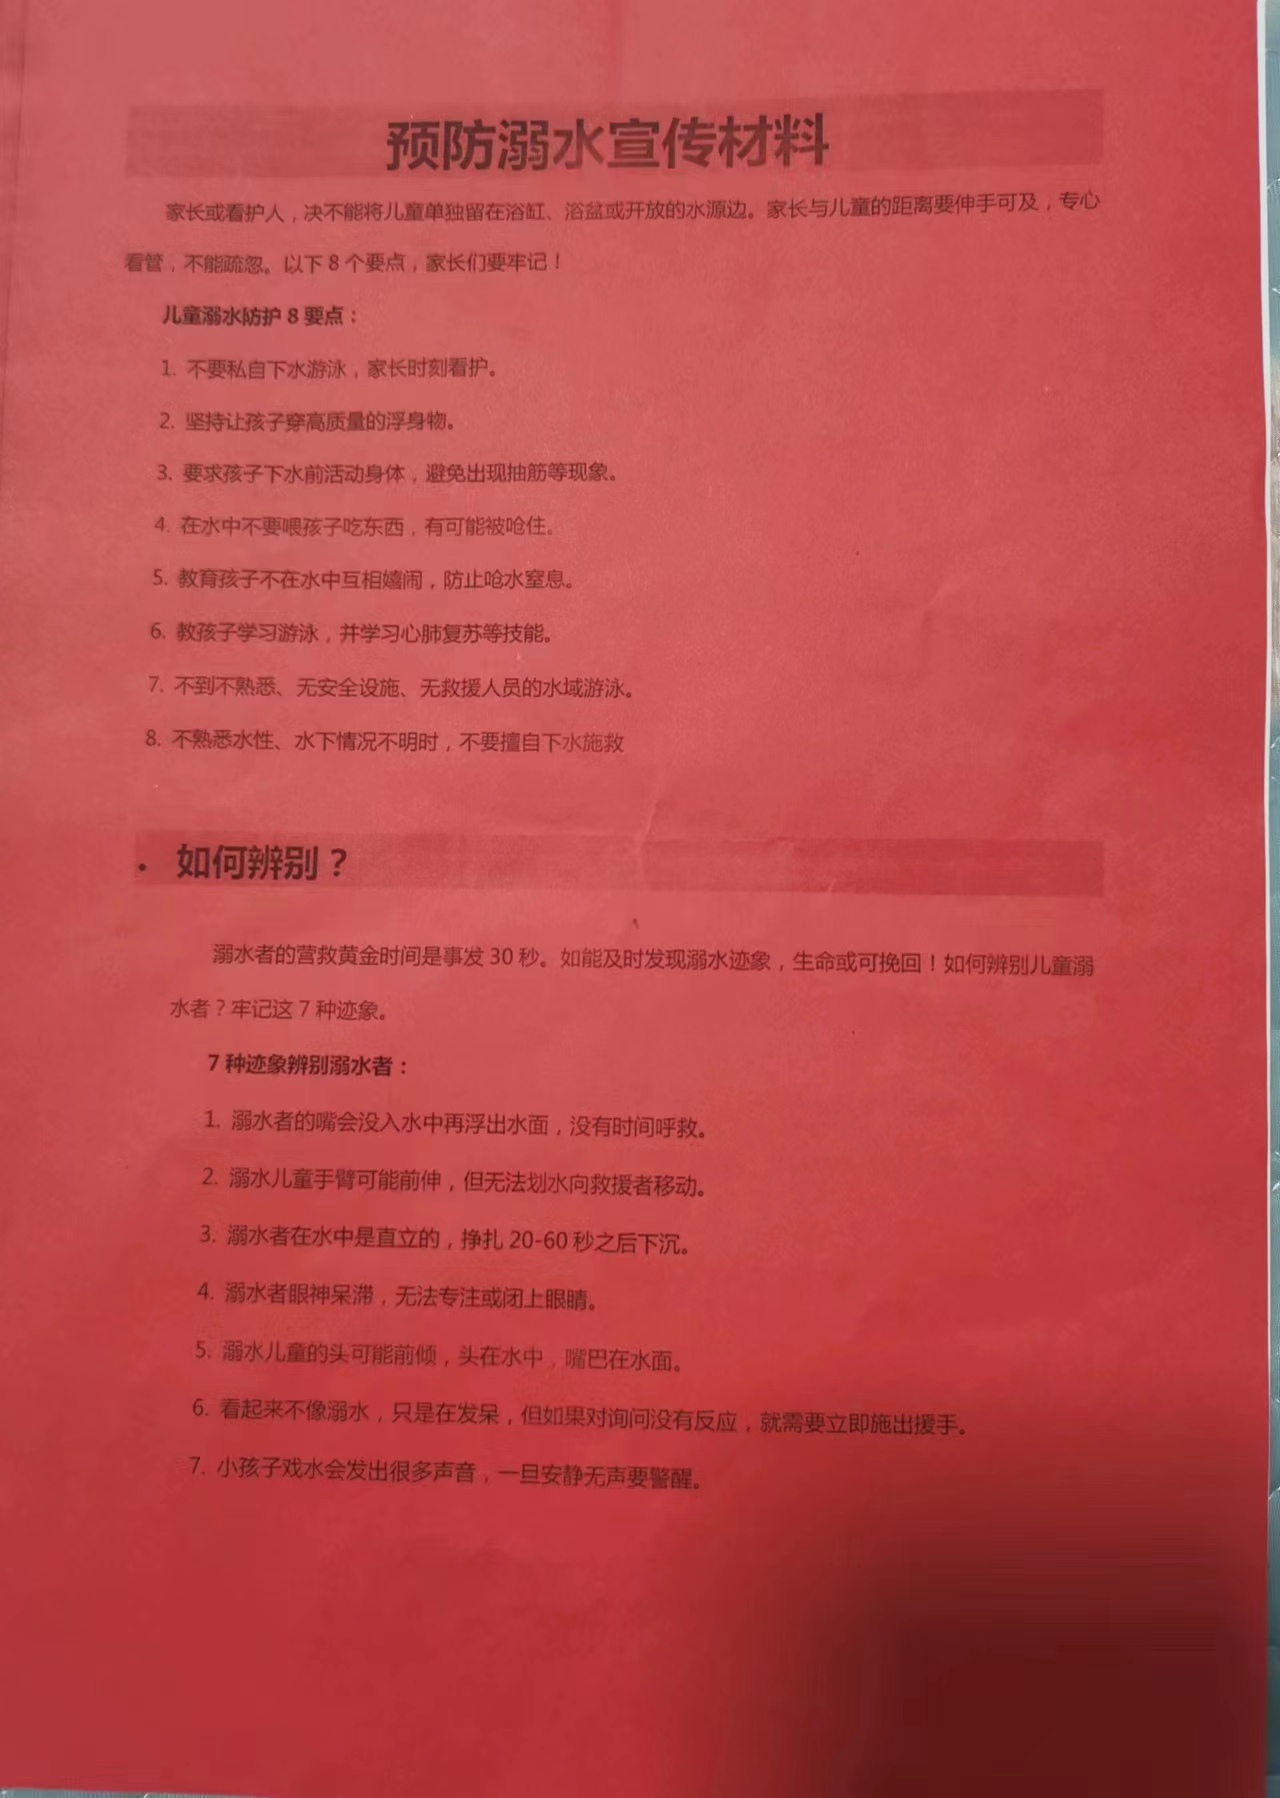 预防溺水宣传材料
家长或看护人，决不能将儿童单独留在浴缸、浴盆或开放的水源边。家长与儿童的距离要伸手可及，专心
看管，不能疏忽。以下8个要点，家长们要牢记！
儿童溺水防护8要点：
1. 不要私自下水游泳，家长时刻看护。
2. 坚持让孩子穿高质量的浮身物。
3. 要求孩子下水前活动身体，避免出现抽筋等现象。
4. 在水中不要喂孩子吃东西，有可能被呛住。
5. 教育孩子不在水中互相嬉闹，防止呛水窒息。
6. 教孩子学习游泳，并学习心肺复苏等技能。
7. 不到不熟悉、无安全设施、无救援人员的水域游泳。
8. 不熟悉水性、水下情况不明时，不要擅自下水施救
· 如何辨别？
溺水者的营救黄金时间是事发30秒。如能及时发现溺水迹象，生命或可挽回！如何辨别儿童溺
水者？牢记这7种迹象。
7种迹象辨别溺水者：
1. 溺水者的嘴会没入水中再浮出水面，没有时间呼救。
2. 溺水儿童手臂可能前伸，但无法划水向救援者移动。
3. 溺水者在水中是直立的，挣扎20-60秒之后下沉。
4. 溺水者眼神呆滞，无法专注或闭上眼睛。
5. 溺水儿童的头可能前倾，头在水中，嘴巴在水面。
6. 看起来不像溺水，只是在发呆，但如果对询问没有反应，就需要立即施出援手。
7. 小孩子戏水会发出很多声音，一旦安静无声要警醒。